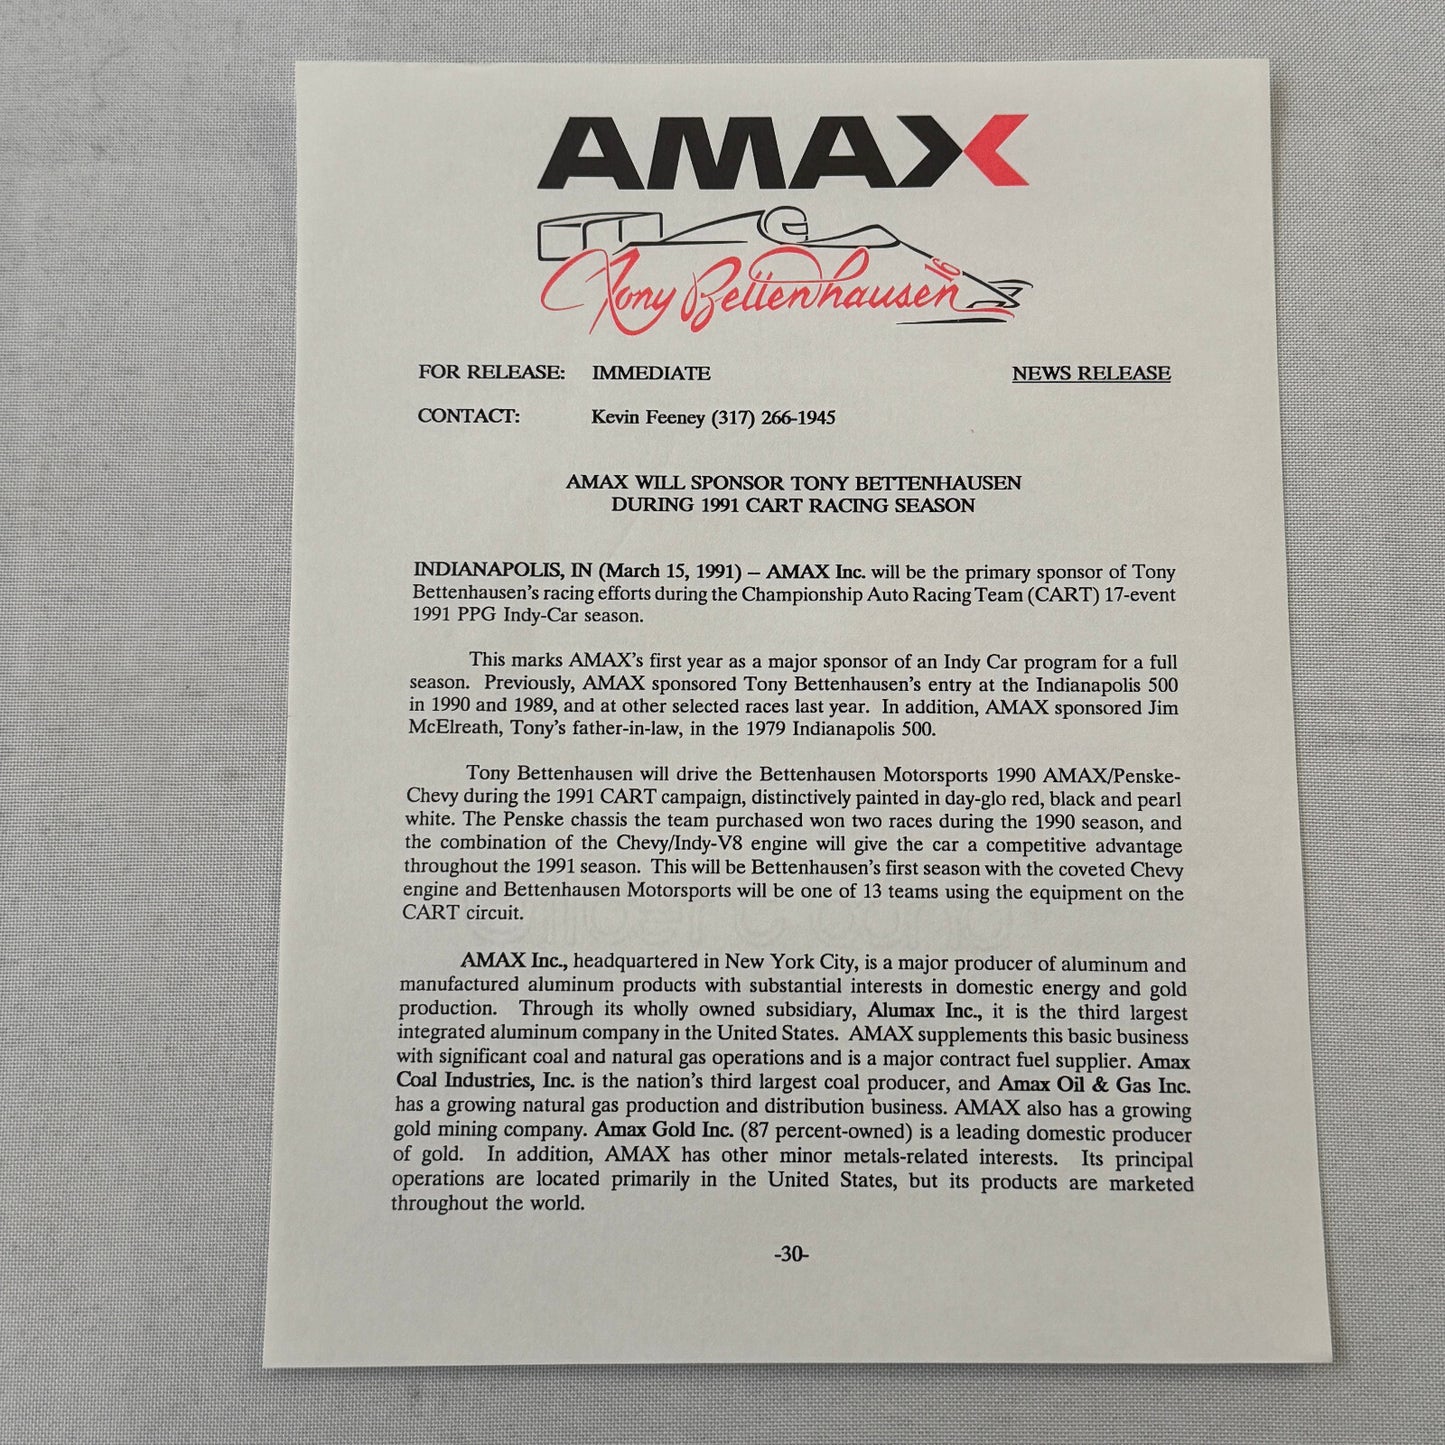 AMAX
Tony Bettenhausen 16
FOR RELEASE: IMMEDIATE NEWS RELEASE
CONTACT: Kevin Feeney (317) 266-1945
AMAX WILL SPONSOR TONY BETTENHAUSEN
DURING 1991 CART RACING SEASON
INDIANAPOLIS, IN (March 15, 1991) – AMAX Inc. will be the primary sponsor of Tony
Bettenhausen's racing efforts during the Championship Auto Racing Team (CART) 17-event
1991 PPG Indy-Car season.
This marks AMAX's first year as a major sponsor of an Indy Car program for a full
season. Previously, AMAX sponsored Tony Bettenhausen's entry at the Indianapolis 500
in 1990 and 1989, and at other selected races last year. In addition, AMAX sponsored Jim
McElreath, Tony's father-in-law, in the 1979 Indianapolis 500.
Tony Bettenhausen will drive the Bettenhausen Motorsports 1990 AMAX/Penske-
Chevy during the 1991 CART campaign, distinctively painted in day-glo red, black and pearl
white. The Penske chassis the team purchased won two races during the 1990 season, and
the combination of the Chevy/Indy-V8 engine will give the car a competitive advantage
throughout the 1991 season. This will be Bettenhausen's first season with the coveted Chevy
engine and Bettenhausen Motorsports will be one of 13 teams using the equipment on the
CART circuit.
AMAX Inc., headquartered in New York City, is a major producer of aluminum and
manufactured aluminum products with substantial interests in domestic energy and gold
production. Through its wholly owned subsidiary, Alumax Inc., it is the third largest
integrated aluminum company in the United States. AMAX supplements this basic business
with significant coal and natural gas operations and is a major contract fuel supplier. Amax
Coal Industries, Inc. is the nation's third largest coal producer, and Amax Oil & Gas Inc.
has a growing natural gas production and distribution business. AMAX also has a growing
gold mining company. Amax Gold Inc. (87 percent-owned) is a leading domestic producer
of gold. In addition, AMAX has other minor metals-related interests. Its principal
operations are located primarily in the United States, but its products are marketed
throughout the world.
-30-